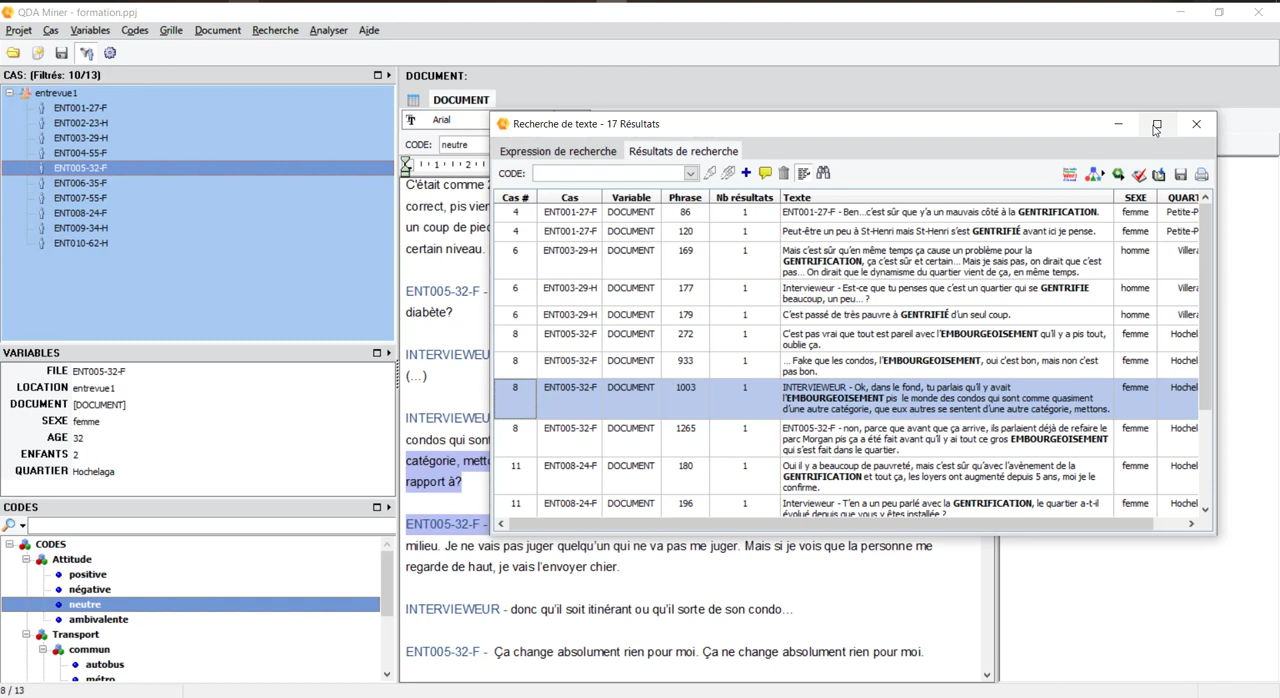 QDA Miner - formation.ppj
Projet Cas Variables Codes Grille Document Recherche Analyser Aide
CAS: (Filtrés: 10/13)
entrevue1
ENT001-27-F
ENT002-23-H
ENT003-29-H
ENT004-55-F
ENT005-32-F
ENT006-35-F
ENT007-55-F
ENT008-24-F
ENT009-34-H
ENT010-62-H
VARIABLES
FILE ENT005-32-F
LOCATION entrevue1
DOCUMENT [DOCUMENT]
SEXE femme
AGE 32
ENFANTS 2
QUARTIER Hochelaga
CODES
CODES
Attitude
positive
négative
neutre
ambivalente
Transport
commun
autobus
métro
8 / 13
DOCUMENT:
DOCUMENT
Arial
CODE: neutre
1 2
C'était comme
correct, pis vien
un coup de pied
certain niveau.
ENT005-32-F -
diabète?
INTERVIEWEU
(...)
INTERVIEWEU
condos qui sont
catégorie, metto
rapport à?
ENT005-32-F -
milieu. Je ne vais pas juger quelqu'un qui ne va pas me juger. Mais si je vois que la personne me
regarde de haut, je vais l'envoyer chier.
INTERVIEWEUR - donc qu'il soit itinérant ou qu'il sorte de son condo…
ENT005-32-F - Ça change absolument rien pour moi. Ça ne change absolument rien pour moi.
Recherche de texte - 17 Résultats
Expression de recherche Résultats de recherche
CODE:
Cas # Cas Variable Phrase Nb résultats Texte SEXE QUART
4 ENT001-27-F DOCUMENT 86 1 ENT001-27-F - Ben…c'est sûr que y'a un mauvais côté à la GENTRIFICATION. femme Petite-P
4 ENT001-27-F DOCUMENT 120 1 Peut-être un peu à St-Henri mais St-Henri s'est GENTRIFIÉ avant ici je pense. femme Petite-P
6 ENT003-29-H DOCUMENT 169 1 Mais c'est sûr qu'en même temps ça cause un problème pour la homme Villera
GENTRIFICATION, ça c'est sûr et certain… Mais je sais pas, on dirait que c'est
pas… On dirait que le dynamisme du quartier vient de ça, en même temps.
6 ENT003-29-H DOCUMENT 177 1 Intervieweur - Est-ce que tu penses que c'est un quartier qui se GENTRIFIE homme Villera
beaucoup, un peu… ?
6 ENT003-29-H DOCUMENT 179 1 C'est passé de très pauvre à GENTRIFIÉ d'un seul coup. homme Villera
8 ENT005-32-F DOCUMENT 272 1 C'est pas vrai que tout est pareil avec l'EMBOURGEOISEMENT qu'il y a pis tout, femme Hochel
oublie ça.
8 ENT005-32-F DOCUMENT 933 1 … Fake que les condos, l'EMBOURGEOISEMENT, oui c'est bon, mais non c'est femme Hochel
pas bon.
8 ENT005-32-F DOCUMENT 1003 1 INTERVIEWEUR - Ok, dans le fond, tu parlais qu'il y avait femme Hochel
l'EMBOURGEOISEMENT pis le monde des condos qui sont comme quasiment
d'une autre catégorie, que eux autres se sentent d'une autre catégorie, mettons.
8 ENT005-32-F DOCUMENT 1265 1 ENT005-32-F - non, parce que avant que ça arrive, ils parlaient déjà de refaire le femme Hochel
parc Morgan pis ça a été fait avant qu'il y ai tout ce gros EMBOURGEOISEMENT
qui s'est fait dans le quartier.
11 ENT008-24-F DOCUMENT 180 1 Oui il y a beaucoup de pauvreté, mais c'est sûr qu'avec l'avènement de la femme Hochel
GENTRIFICATION et tout ça, les loyers ont augmenté depuis 5 ans, moi je le
confirme.
11 ENT008-24-F DOCUMENT 196 1 Intervieweur - T'en a un peu parlé avec la GENTRIFICATION, le quartier a-t-il femme Hochel
évolué depuis que vous y êtes installée ?